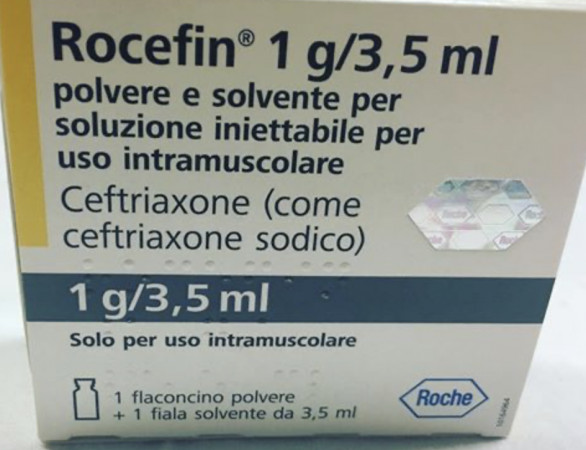 Rocefin® 1 g/3,5 ml
polvere e solvente per
soluzione iniettabile per
uso intramuscolare
Ceftriaxone (come
ceftriaxone sodico)
Roche
1 g/3,5 ml
Solo per uso intramuscolare
1 flaconcino polvere
+ 1 fiala solvente da 3,5 ml
Roche